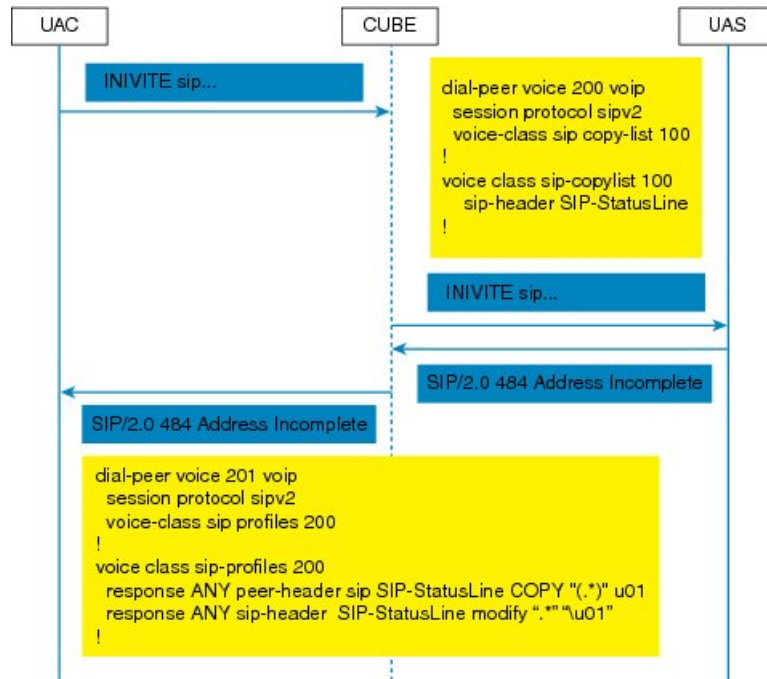 UAC
CUBE
UAS
INIVITE sip...
dial-peer voice 200 voip
session protocol sipv2
voice-class sip copy-list 100
!
voice class sip-copylist 100
sip-header SIP-StatusLine
!
INIVITE sip...
SIP/2.0 484 Address Incomplete
SIP/2.0 484 Address Incomplete
dial-peer voice 201 voip
session protocol sipv2
voice-class sip profiles 200
!
voice class sip-profiles 200
response ANY peer-header sip SIP-StatusLine COPY "(.*)" u01
response ANY sip-header SIP-StatusLine modify “.*” “\u01”
!